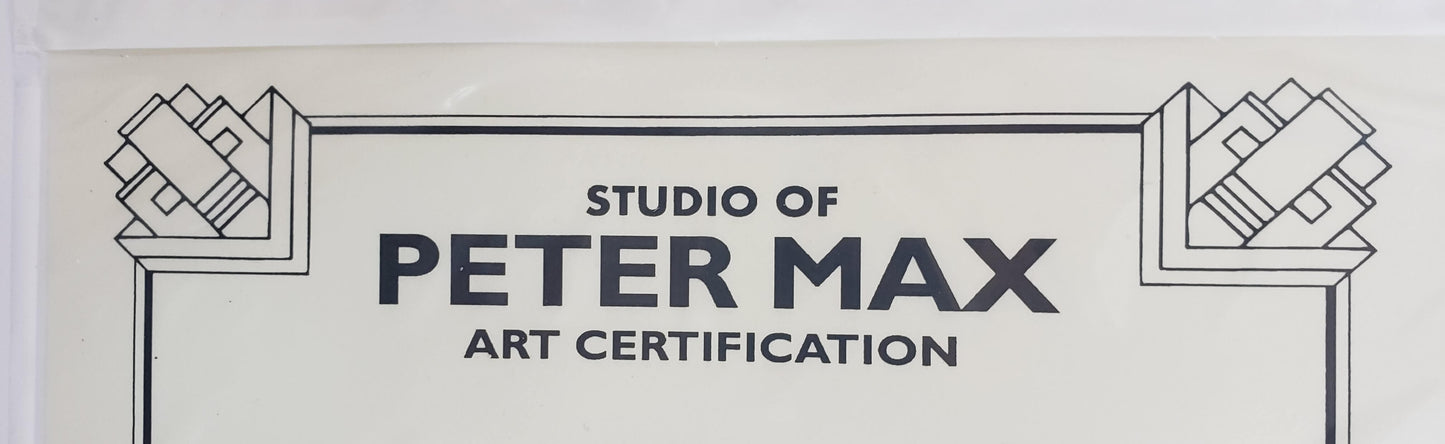 STUDIO OF
PETER MAX
ART CERTIFICATION